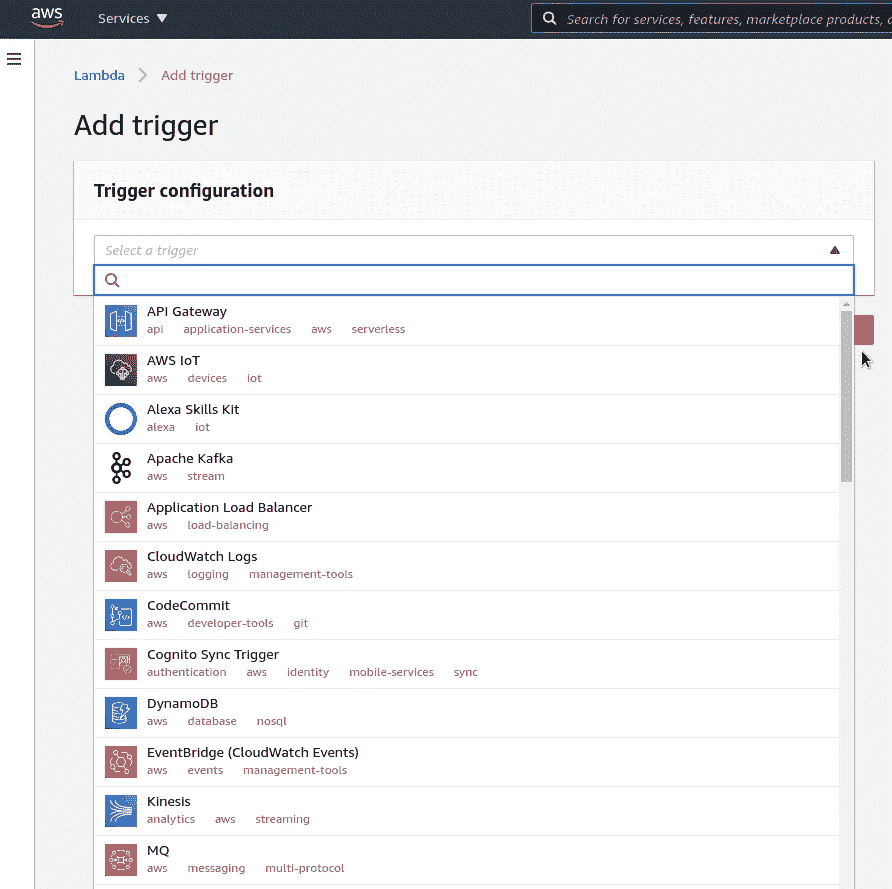 aws Services ▼ Search for services, features, marketplace products,
Lambda > Add trigger
Add trigger
Trigger configuration
Select a trigger
API Gateway
api application-services aws serverless
AWS IoT
aws devices iot
Alexa Skills Kit
alexa iot
Apache Kafka
aws stream
Application Load Balancer
aws load-balancing
CloudWatch Logs
aws logging management-tools
CodeCommit
aws developer-tools git
Cognito Sync Trigger
authentication aws identity mobile-services sync
DynamoDB
aws database nosql
EventBridge (CloudWatch Events)
aws events management-tools
Kinesis
analytics aws streaming
MQ
aws messaging multi-protocol